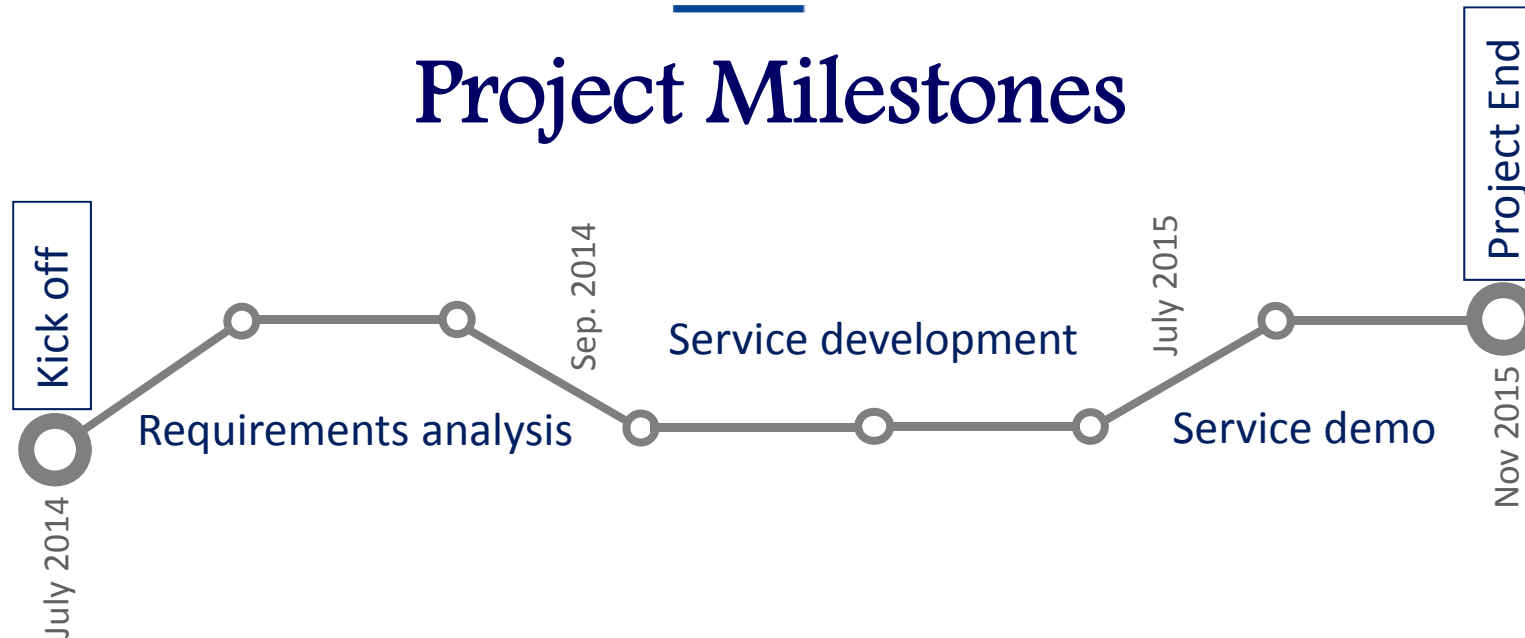 Project Milestones
Kick off
July 2014
Requirements analysis
Sep. 2014
Service development
July 2015
Service demo
Project End
Nov 2015